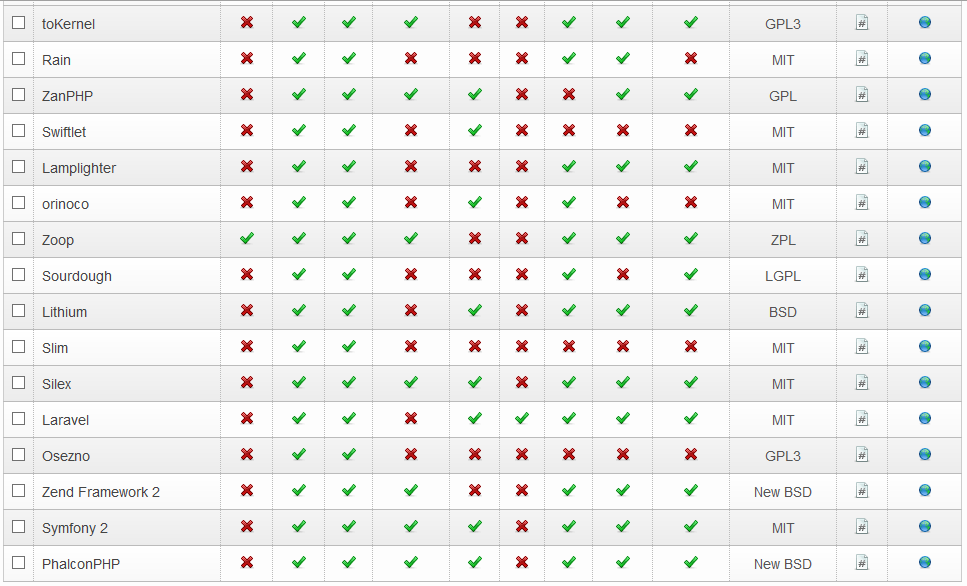 toKernel GPL3 #
Rain MIT #
ZanPHP GPL #
Swiftlet MIT #
Lamplighter MIT #
orinoco MIT #
Zoop ZPL #
Sourdough LGPL #
Lithium BSD #
Slim MIT #
Silex MIT #
Laravel MIT #
Osezno GPL3 #
Zend Framework 2 New BSD #
Symfony 2 MIT #
PhalconPHP New BSD #